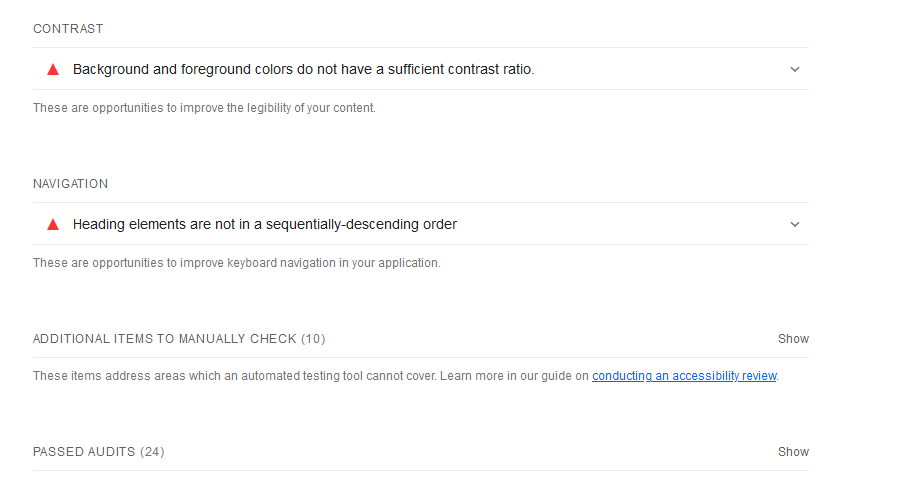 CONTRAST
Background and foreground colors do not have a sufficient contrast ratio.
These are opportunities to improve the legibility of your content.
NAVIGATION
Heading elements are not in a sequentially-descending order
These are opportunities to improve keyboard navigation in your application.
ADDITIONAL ITEMS TO MANUALLY CHECK (10) Show
These items address areas which an automated testing tool cannot cover. Learn more in our guide on conducting an accessibility review.
PASSED AUDITS (24) Show